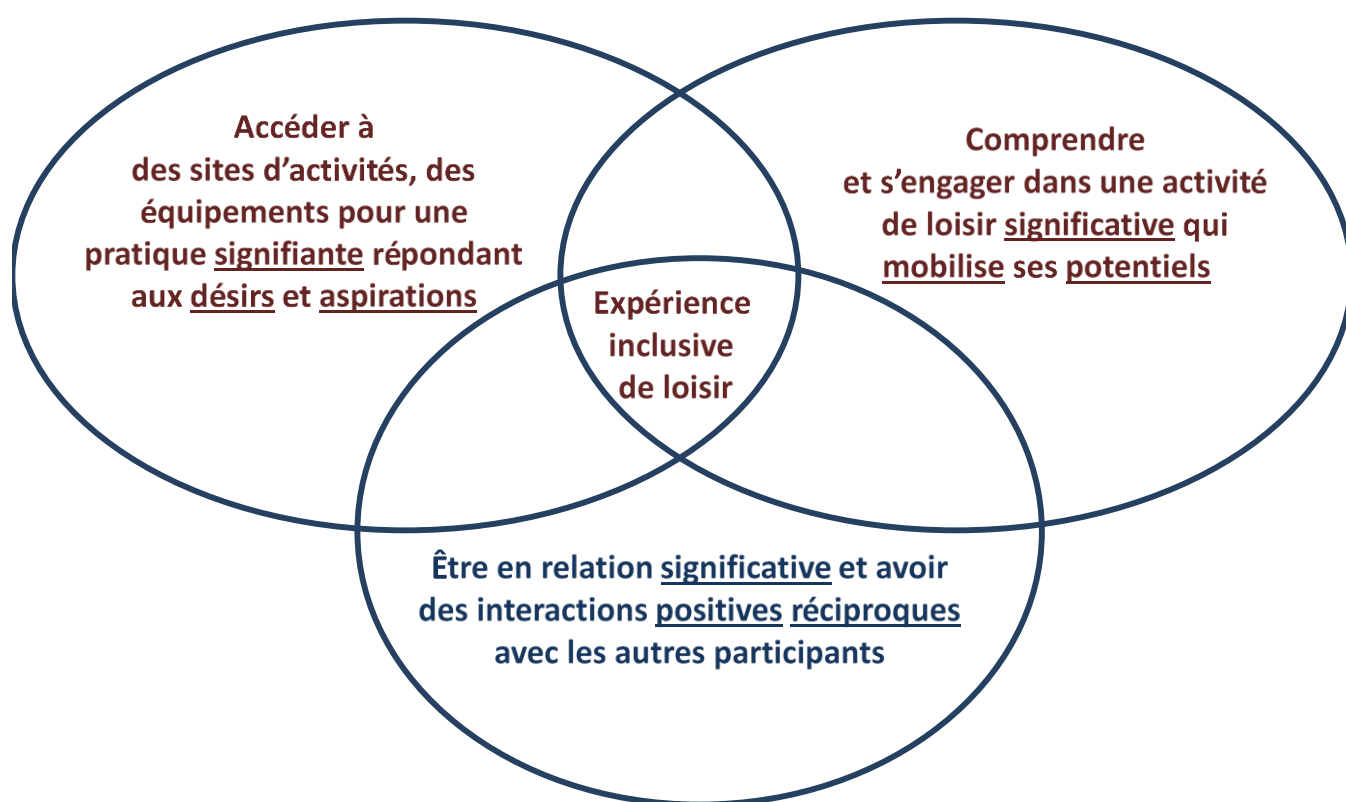 Accéder à
des sites d’activités, des
équipements pour une
pratique signifiante répondant
aux désirs et aspirations
Comprendre
et s’engager dans une activité
de loisir significative qui
mobilise ses potentiels
Expérience
inclusive
de loisir
Être en relation significative et avoir
des interactions positives réciproques
avec les autres participants